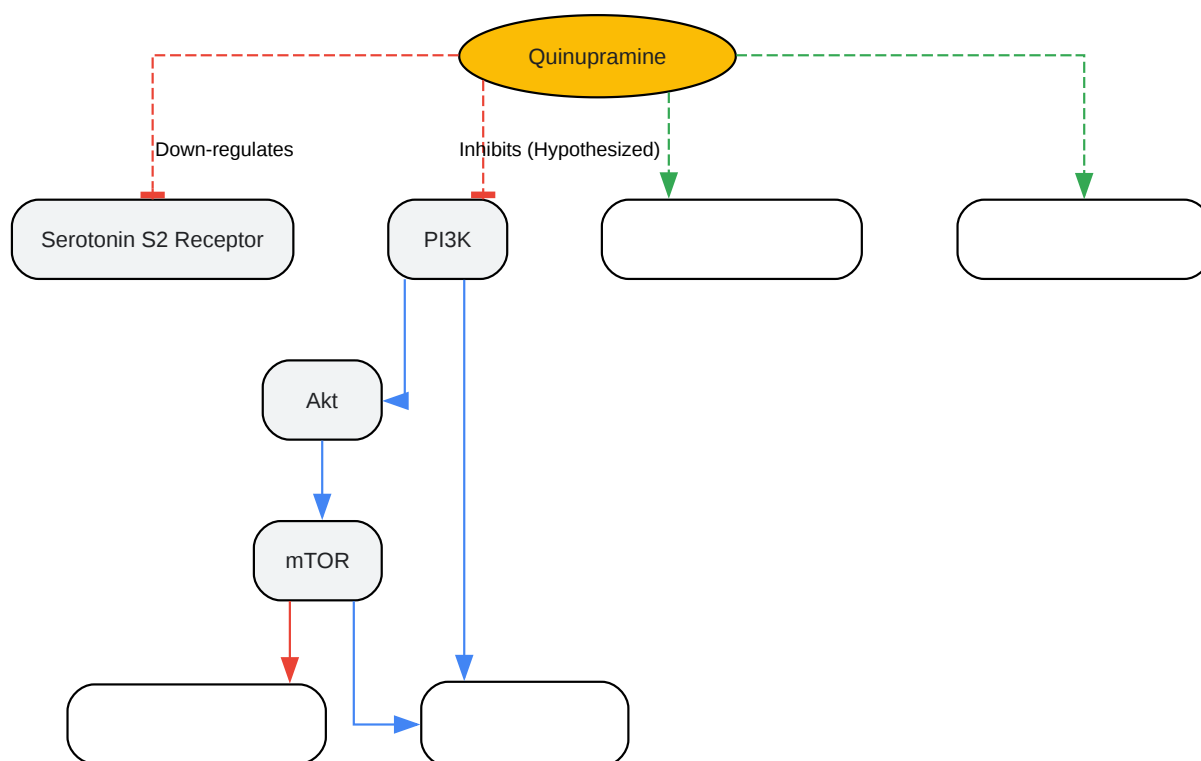 Quinupramine
Down-regulates
Inhibits (Hypothesized)
Serotonin S2 Receptor
PI3K
Akt
mTOR